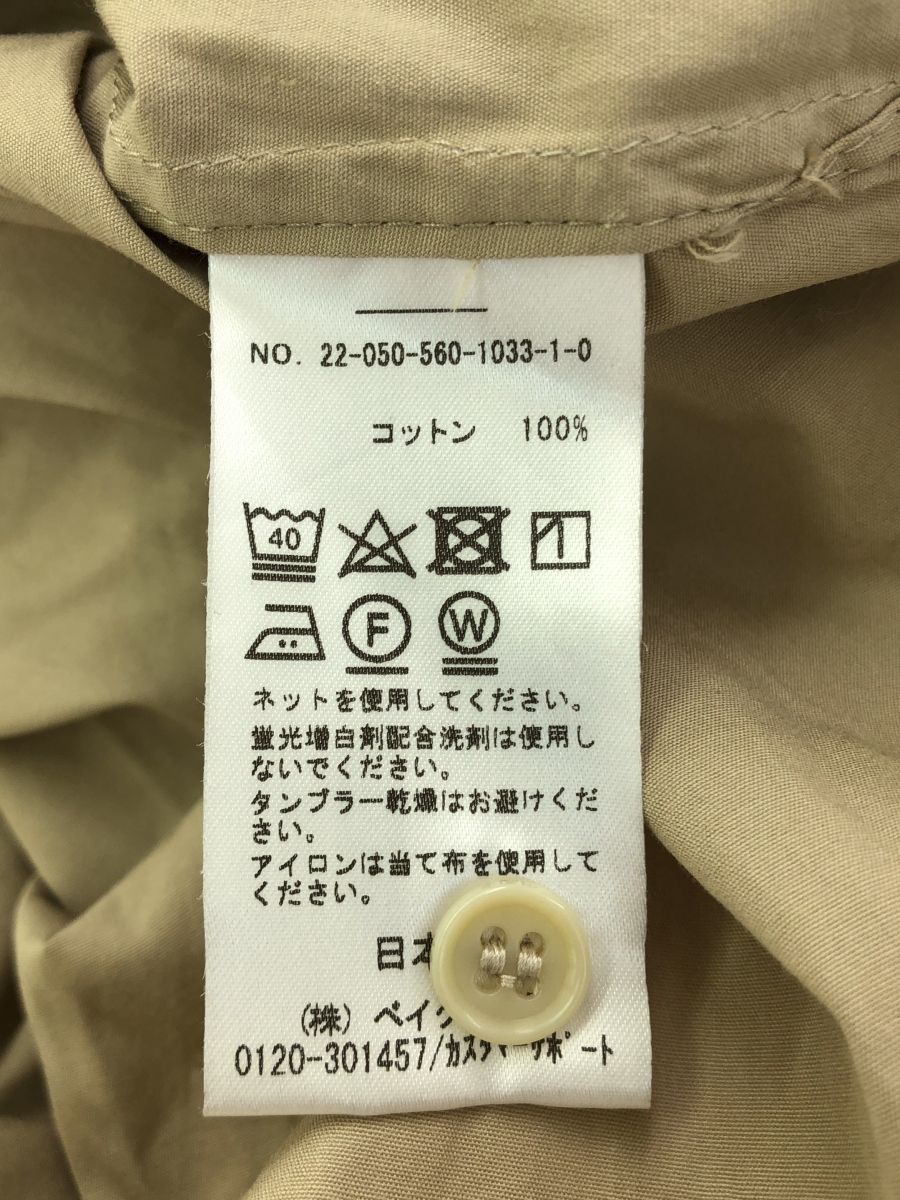 NO. 22-050-560-1033-1-0
コットン 100%
40
F
W
ネットを使用してください。
蛍光増白剤配合洗剤は使用し
ないでください。
タンブラー乾燥はお避けくだ
さい。
アイロンは当て布を使用して
ください。
日本
(株) ベイク
0120-301457/カスタマーサポート